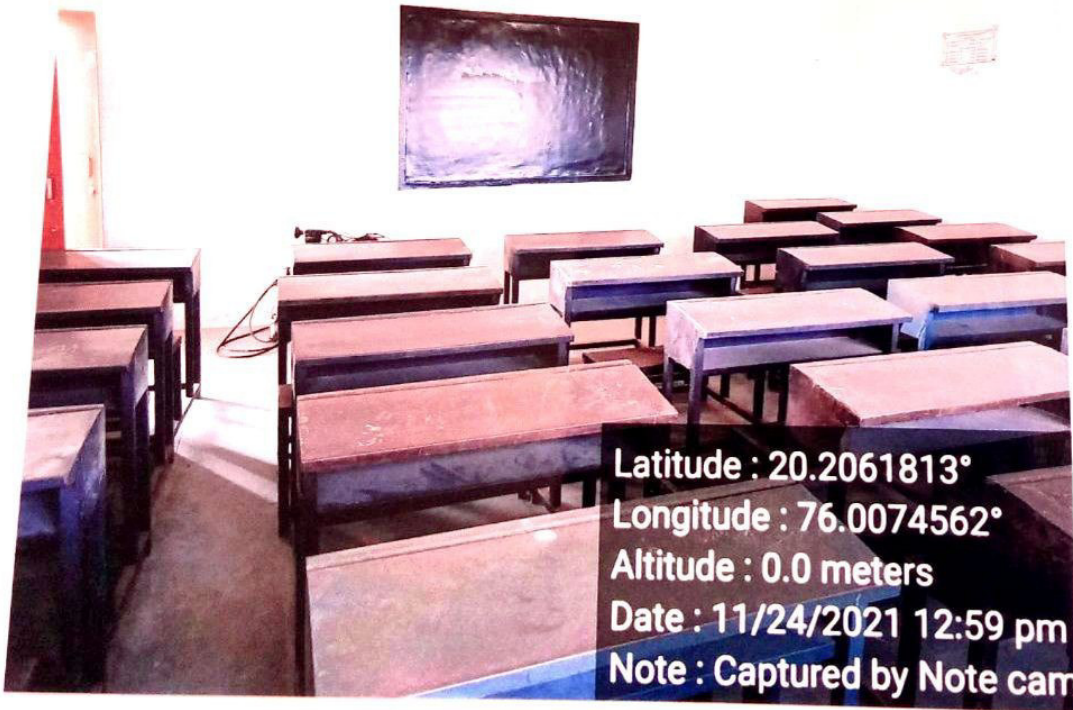 Latitude : 20.2061813°
Longitude : 76.0074562°
Altitude : 0.0 meters
Date : 11/24/2021 12:59 pm
Note : Captured by Note cam